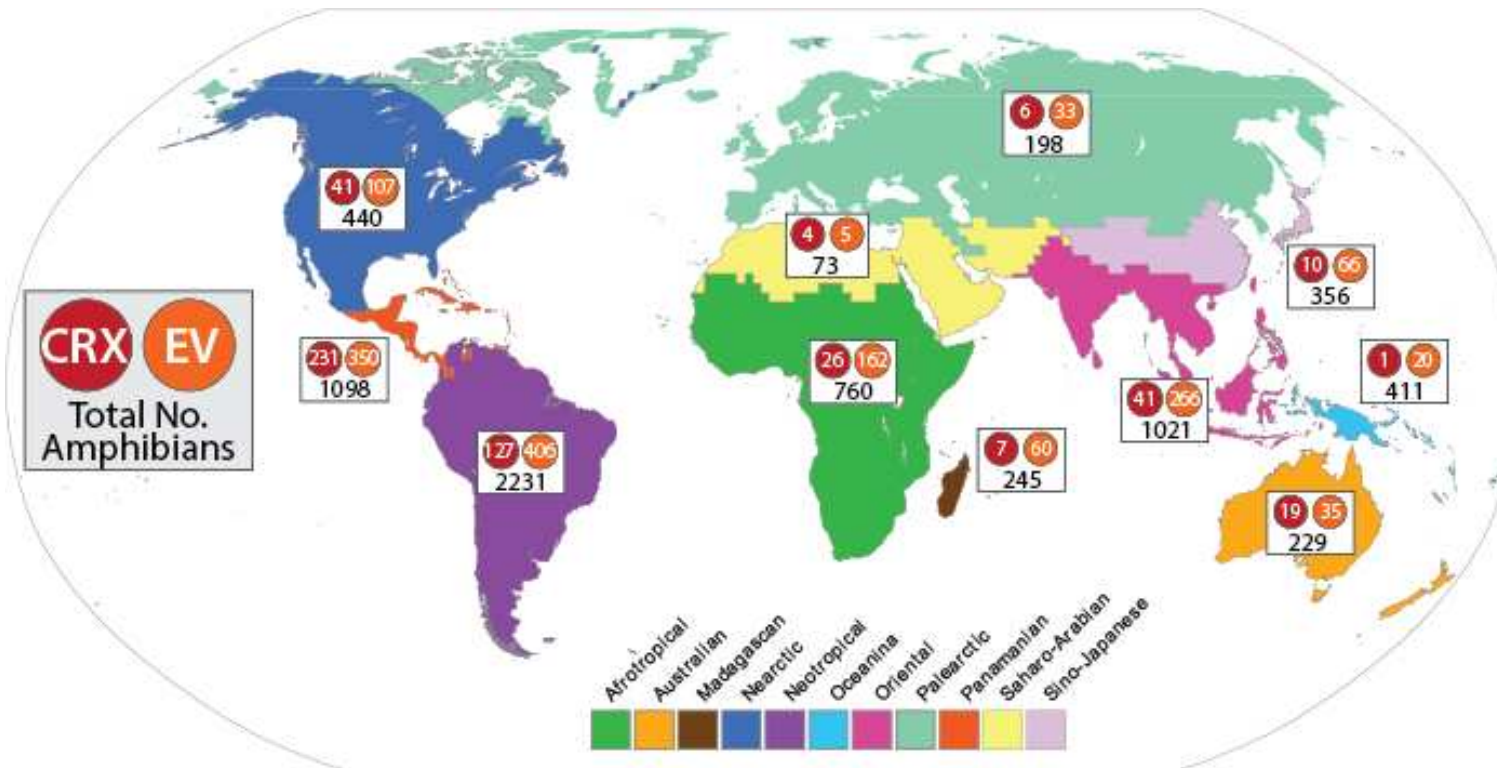 6 33
198
41 107
440
4 5
73
10 66
356
CRX EV
Total No.
Amphibians
231 350
1098
26 162
760
1 20
411
41 266
1021
127 406
2231
7 60
245
19 35
229
Afrotropical
Australian
Madagascan
Nearctic
Neotropical
Oceanina
Oriental
Palearctic
Panamanian
Saharo-Arabian
Sino-Japanese